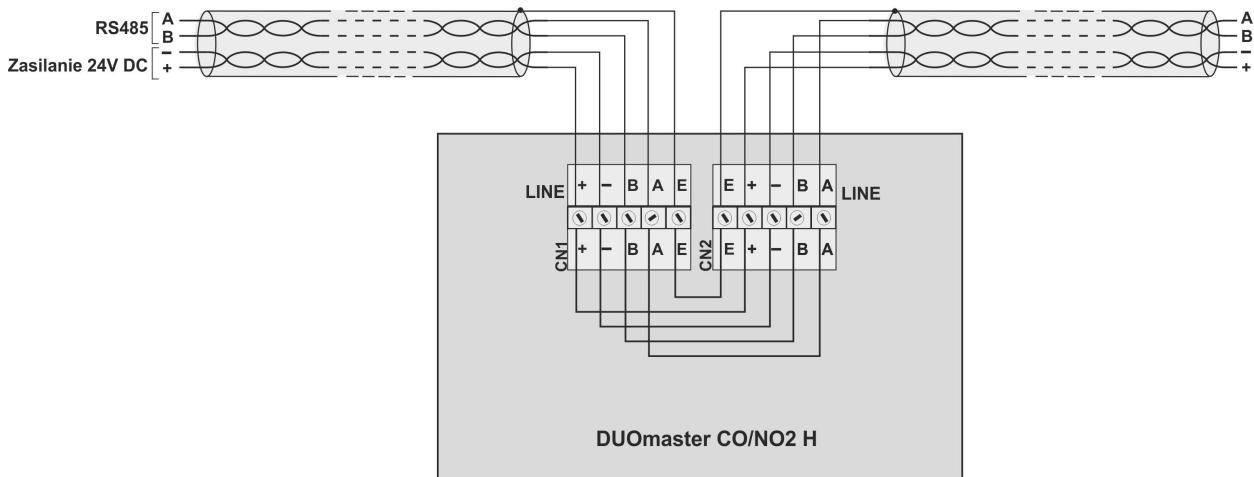 RS485 A
B
Zasilanie 24V DC −
+
A
B
−
+
LINE + − B A E
E + − B A LINE
CN1 + − B A E
CN2 E + − B A
DUOmaster CO/NO2 H